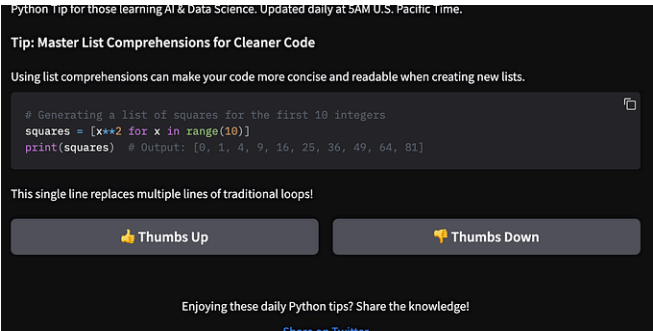 Python Tip for those learning AI & Data Science. Updated daily at 5AM U.S. Pacific Time.
Tip: Master List Comprehensions for Cleaner Code
Using list comprehensions can make your code more concise and readable when creating new lists.
# Generating a list of squares for the first 10 integers
squares = [x**2 for x in range(10)]
print(squares)  # Output: [0, 1, 4, 9, 16, 25, 36, 49, 64, 81]
This single line replaces multiple lines of traditional loops!
👍 Thumbs Up
👎 Thumbs Down
Enjoying these daily Python tips? Share the knowledge!
Share on Twitter